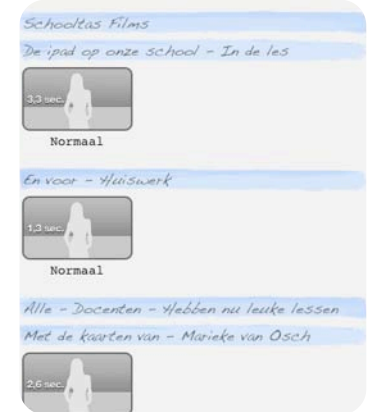 Schooltas Films
De ipad op onze school - In de les
3,3 sec.
Normaal
En voor - Huiswerk
1,3 sec.
Normaal
Alle - Docenten - Hebben nu leuke lessen
Met de kaarten van - Marieke van Osch
2,6 sec.